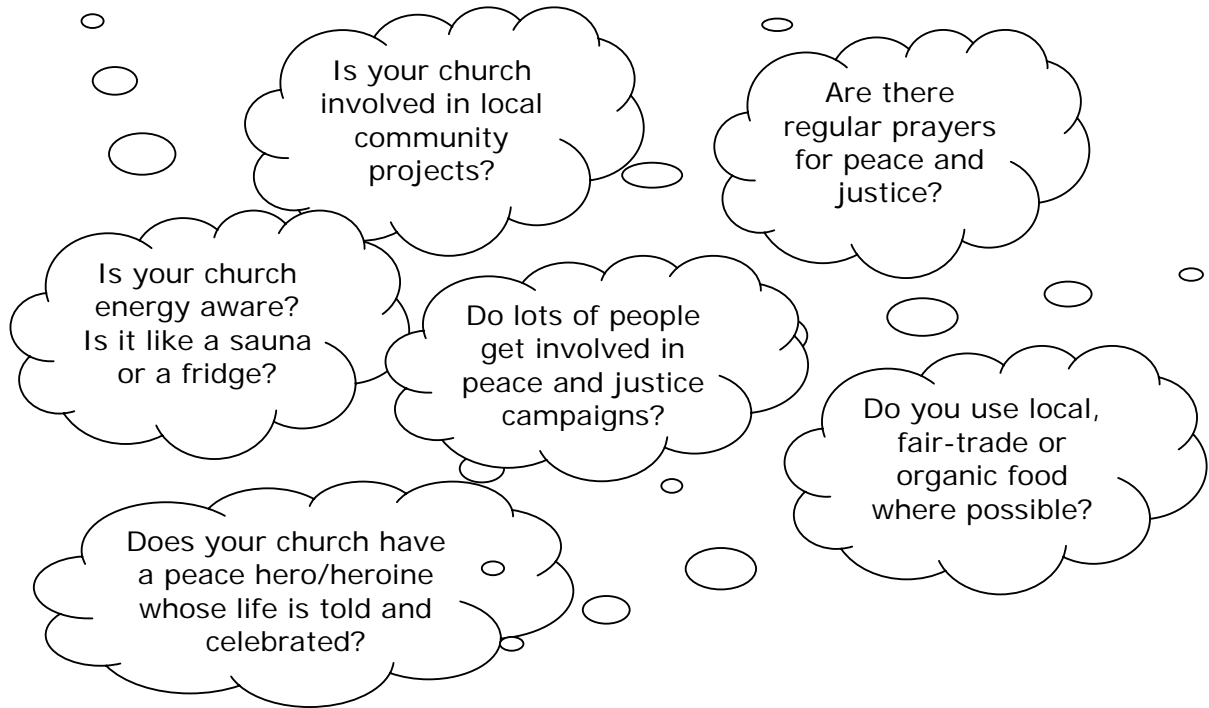 Is your church
involved in local
community
projects?
Are there
regular prayers
for peace and
justice?
Is your church
energy aware?
Is it like a sauna
or a fridge?
Do lots of people
get involved in
peace and justice
campaigns?
Do you use local,
fair-trade or
organic food
where possible?
Does your church have
a peace hero/heroine
whose life is told and
celebrated?